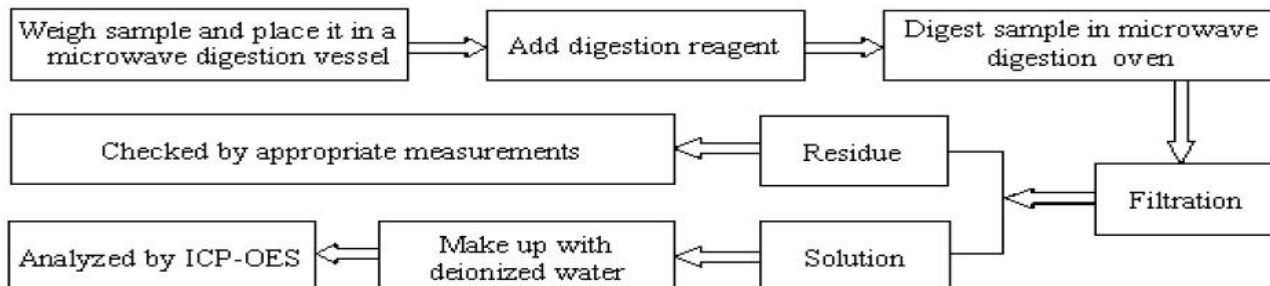 Weigh sample and place it in a
microwave digestion vessel
Add digestion reagent
Digest sample in microwave
digestion oven
Filtration
Residue
Checked by appropriate measurements
Solution
Make up with
deionized water
Analyzed by ICP-OES